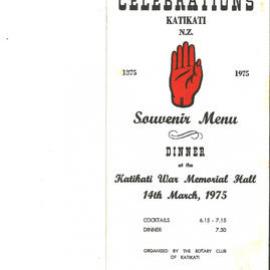 CELEBRATIONS
KATIKATI
N.Z.
1875 1975
Souvenir Menu
DINNER
at the
Katikati War Memorial Hall
14th March, 1975
COCKTAILS 6.15 - 7.15
DINNER 7.30
ORGANISED BY THE ROTARY CLUB
OF KATIKATI